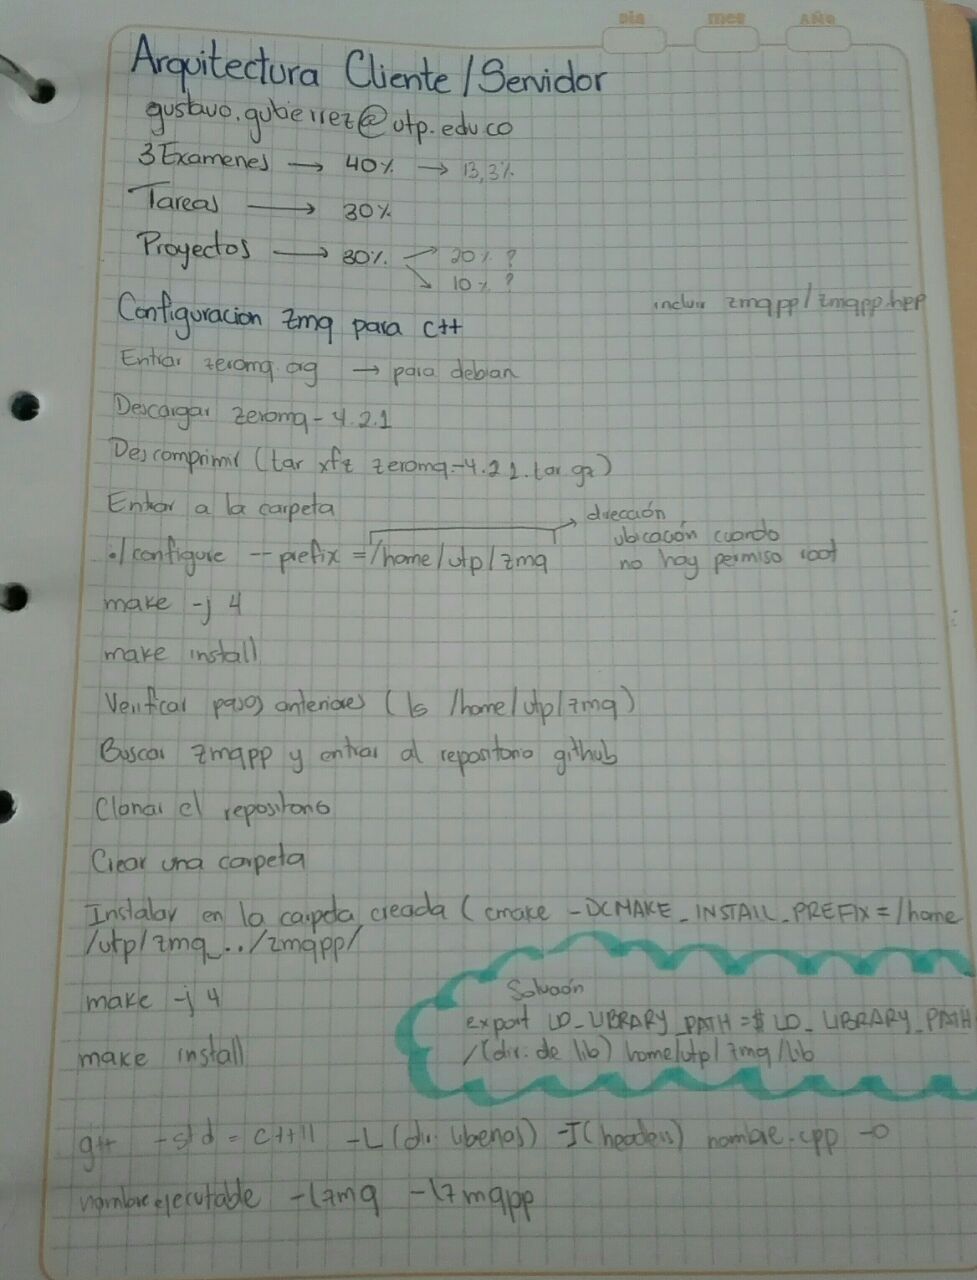 Dia mes Año
Arquitectura Cliente/Servidor
gustavo.gutierrez@utp.edu.co
3 Examenes → 40% → 13,3%
Tareas → 30%
Proyectos → 30% → 20% ?
↘ 10% ?
incluir zmqpp/zmqpp.hpp
Configuracion zmq para c++
Entrar zeromq.org → para debian
Descargar zeromq-4.2.1
Descomprimir (tar xfz zeromq-4.2.1.tar.gz)
Entrar a la carpeta
→ dirección
ubicación cuando
no hay permiso root
./configure --prefix=/home/utp/zmq
make -j 4
make install
Verificar pasos anteriores (ls /home/utp/zmq)
Buscar zmqpp y entrar al repositorio github
Clonar el repositorio
Crear una carpeta
Instalar en la carpeta creada (cmake -DCMAKE_INSTALL_PREFIX=/home
/utp/zmq_../zmqpp/
make -j 4
make install
Solución
export LD_LIBRARY_PATH=$LD_LIBRARY_PATH
/(dir. de lib) home/utp/zmq/lib
g++ -std=c++11 -L(dir. librerias) -I(headers) nombre.cpp -o
nombre ejecutable -lzmq -lzmqpp